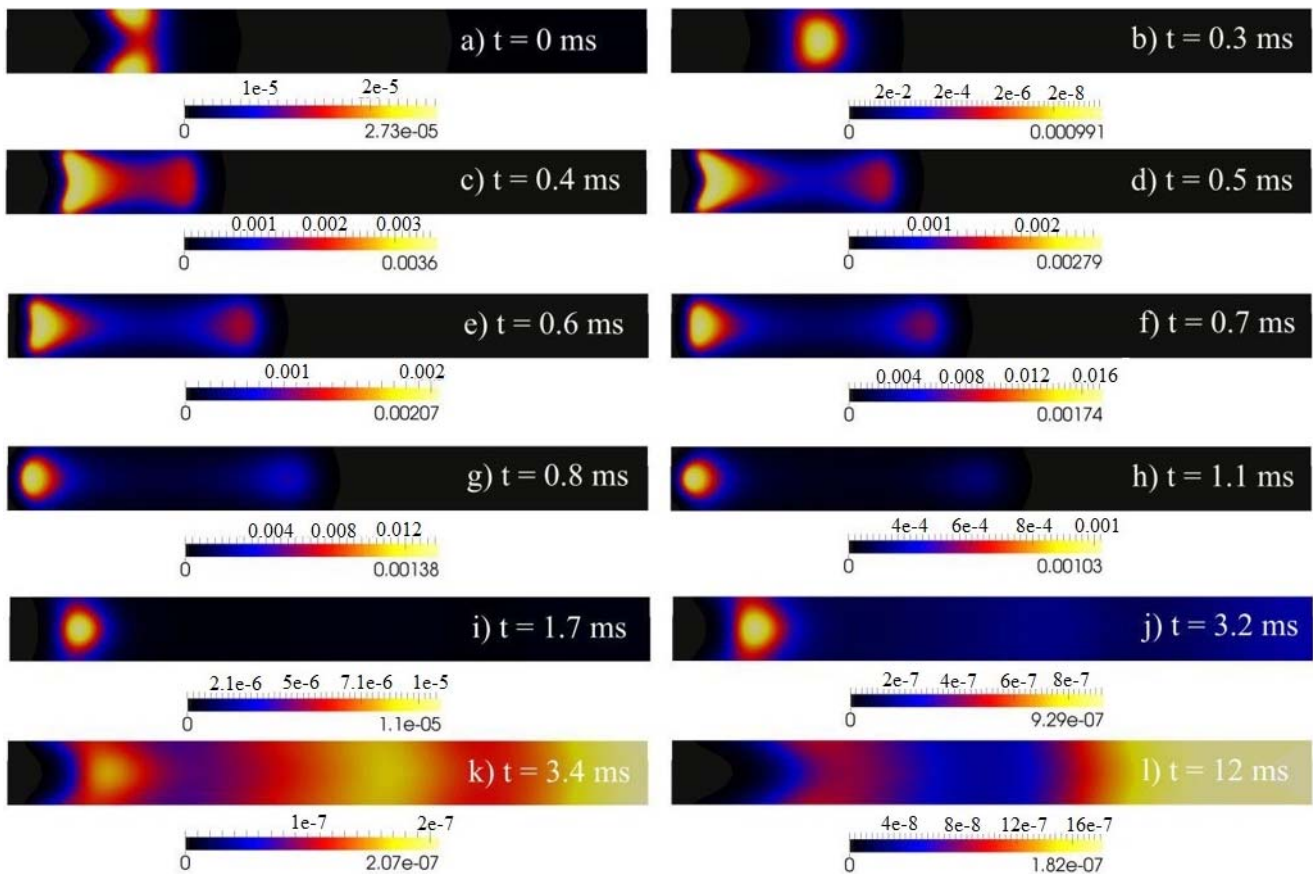 a) t = 0 ms
1e-5 2e-5
0 2.73e-05
b) t = 0.3 ms
2e-2 2e-4 2e-6 2e-8
0 0.000991
c) t = 0.4 ms
0.001 0.002 0.003
0 0.0036
d) t = 0.5 ms
0.001 0.002
0 0.00279
e) t = 0.6 ms
0.001 0.002
0 0.00207
f) t = 0.7 ms
0.004 0.008 0.012 0.016
0 0.00174
g) t = 0.8 ms
0.004 0.008 0.012
0 0.00138
h) t = 1.1 ms
4e-4 6e-4 8e-4 0.001
0 0.00103
i) t = 1.7 ms
2.1e-6 5e-6 7.1e-6 1e-5
0 1.1e-05
j) t = 3.2 ms
2e-7 4e-7 6e-7 8e-7
0 9.29e-07
k) t = 3.4 ms
1e-7 2e-7
0 2.07e-07
l) t = 12 ms
4e-8 8e-8 12e-7 16e-7
0 1.82e-07